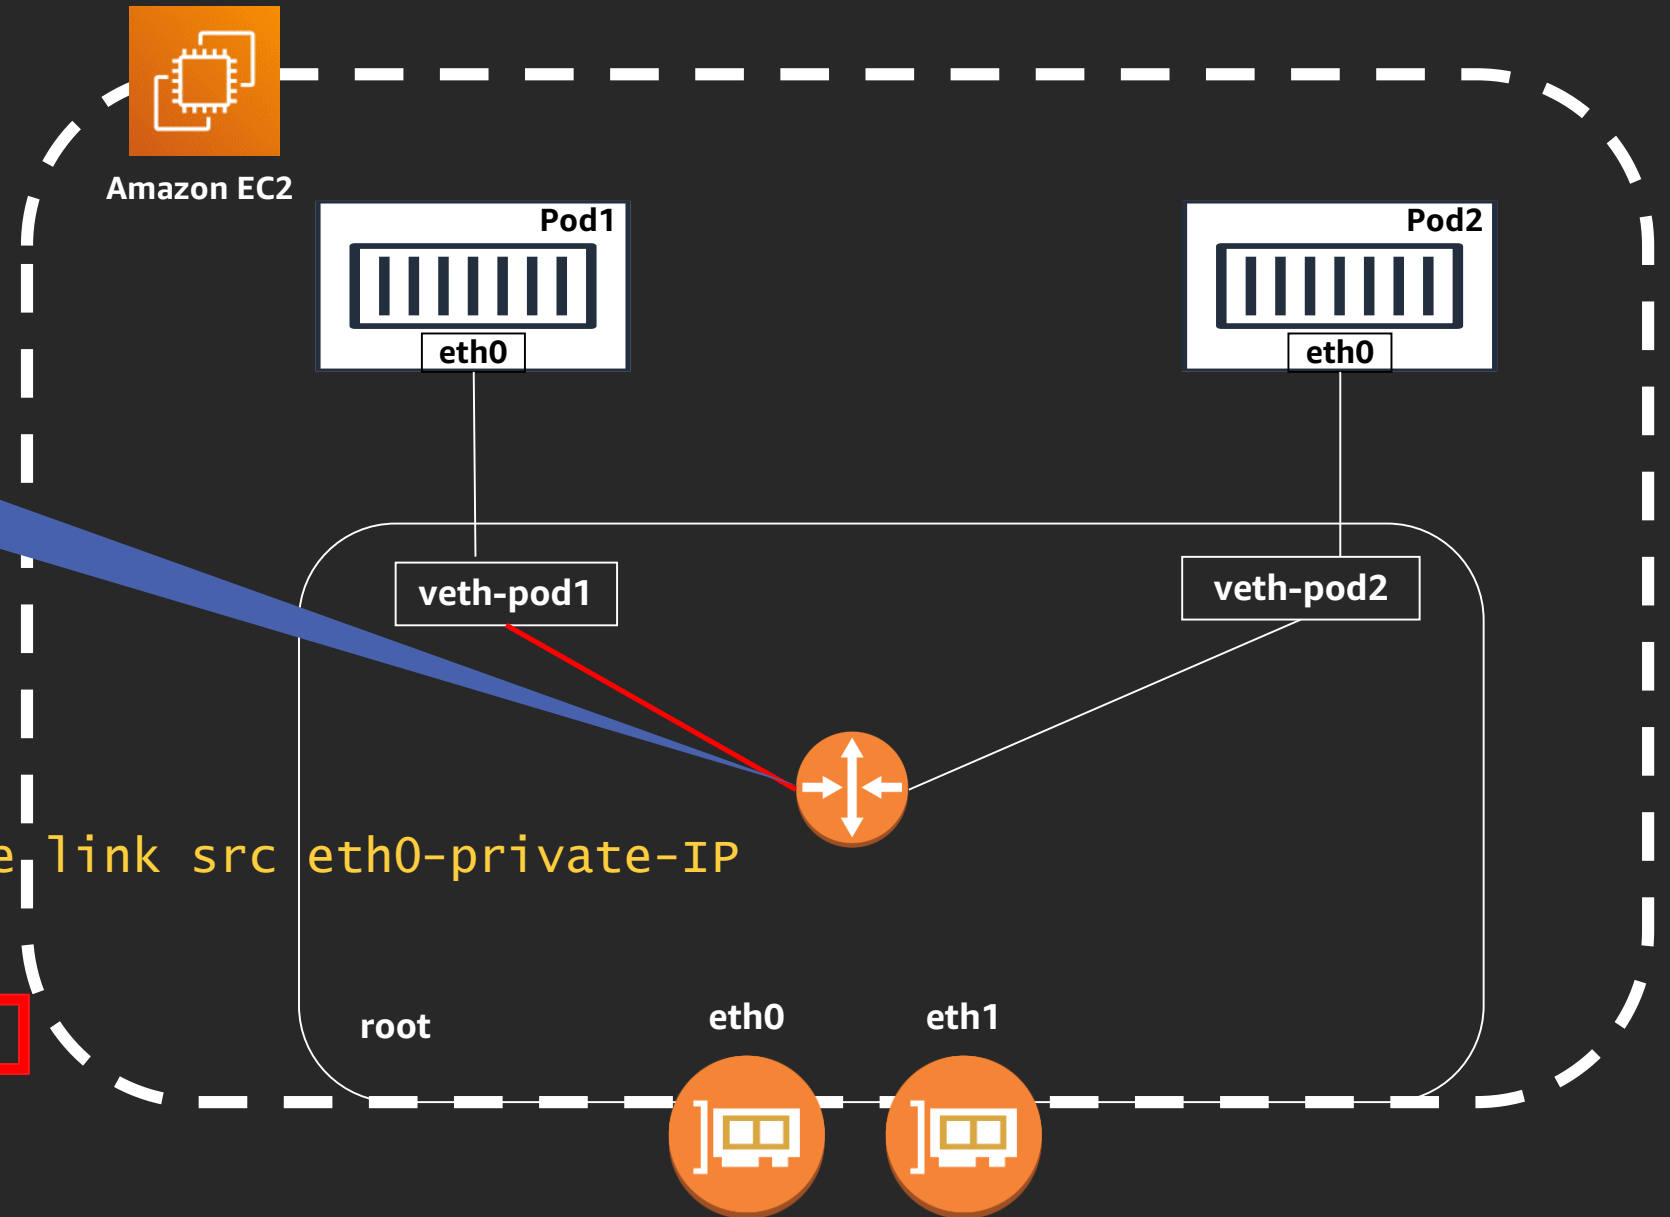 Amazon EC2
Pod1
Pod2
eth0
eth0
veth-pod1
veth-pod2
e link src eth0-private-IP
root
eth0
eth1